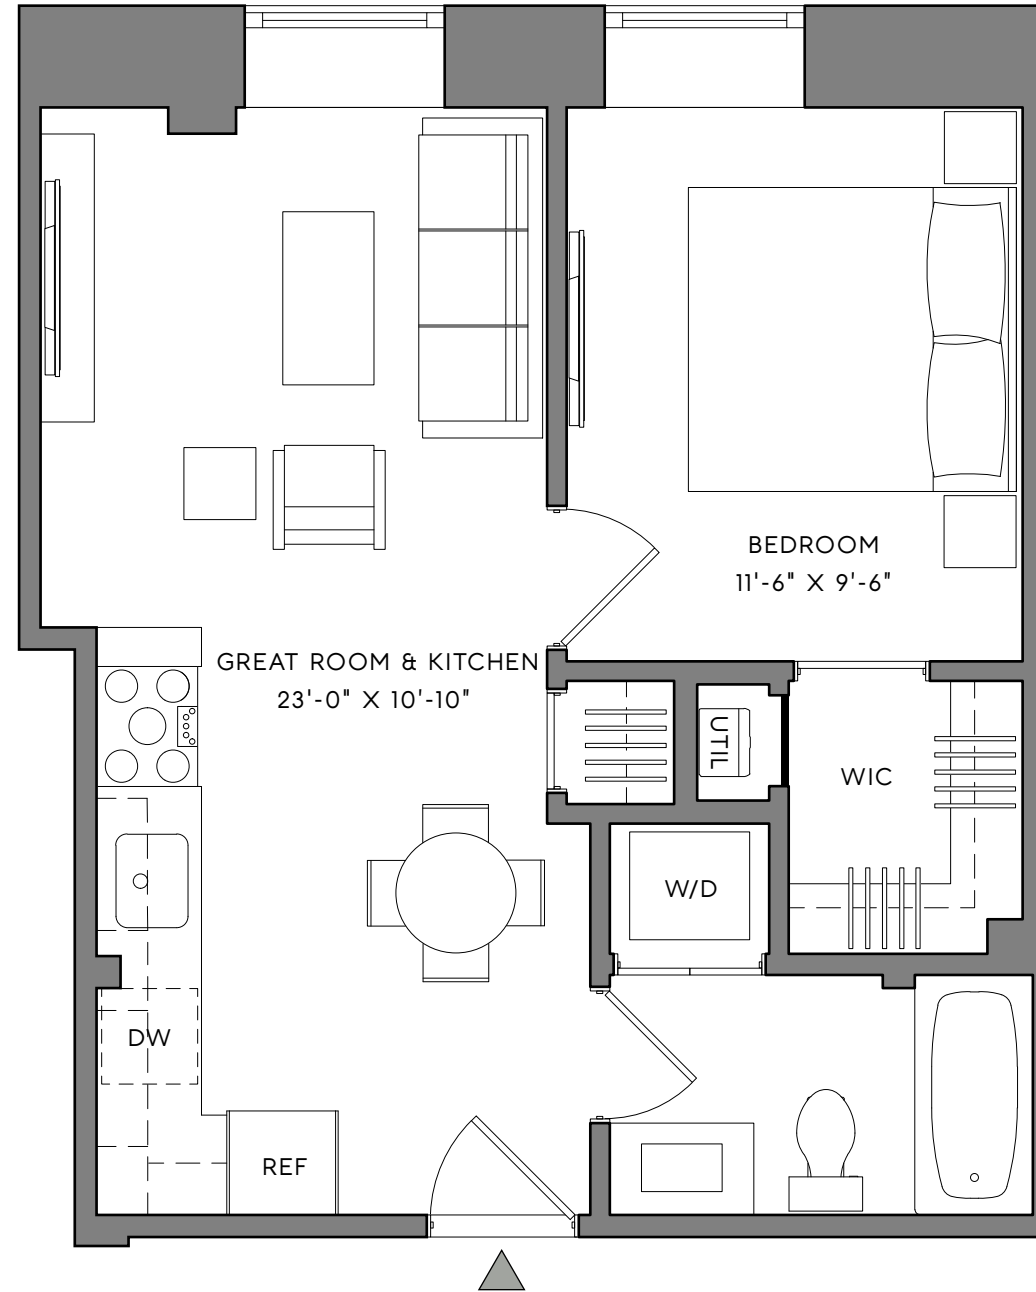 BEDROOM
11'-6" X 9'-6"
GREAT ROOM & KITCHEN
23'-0" X 10'-10"
UTIL
WIC
W/D
DW
REF